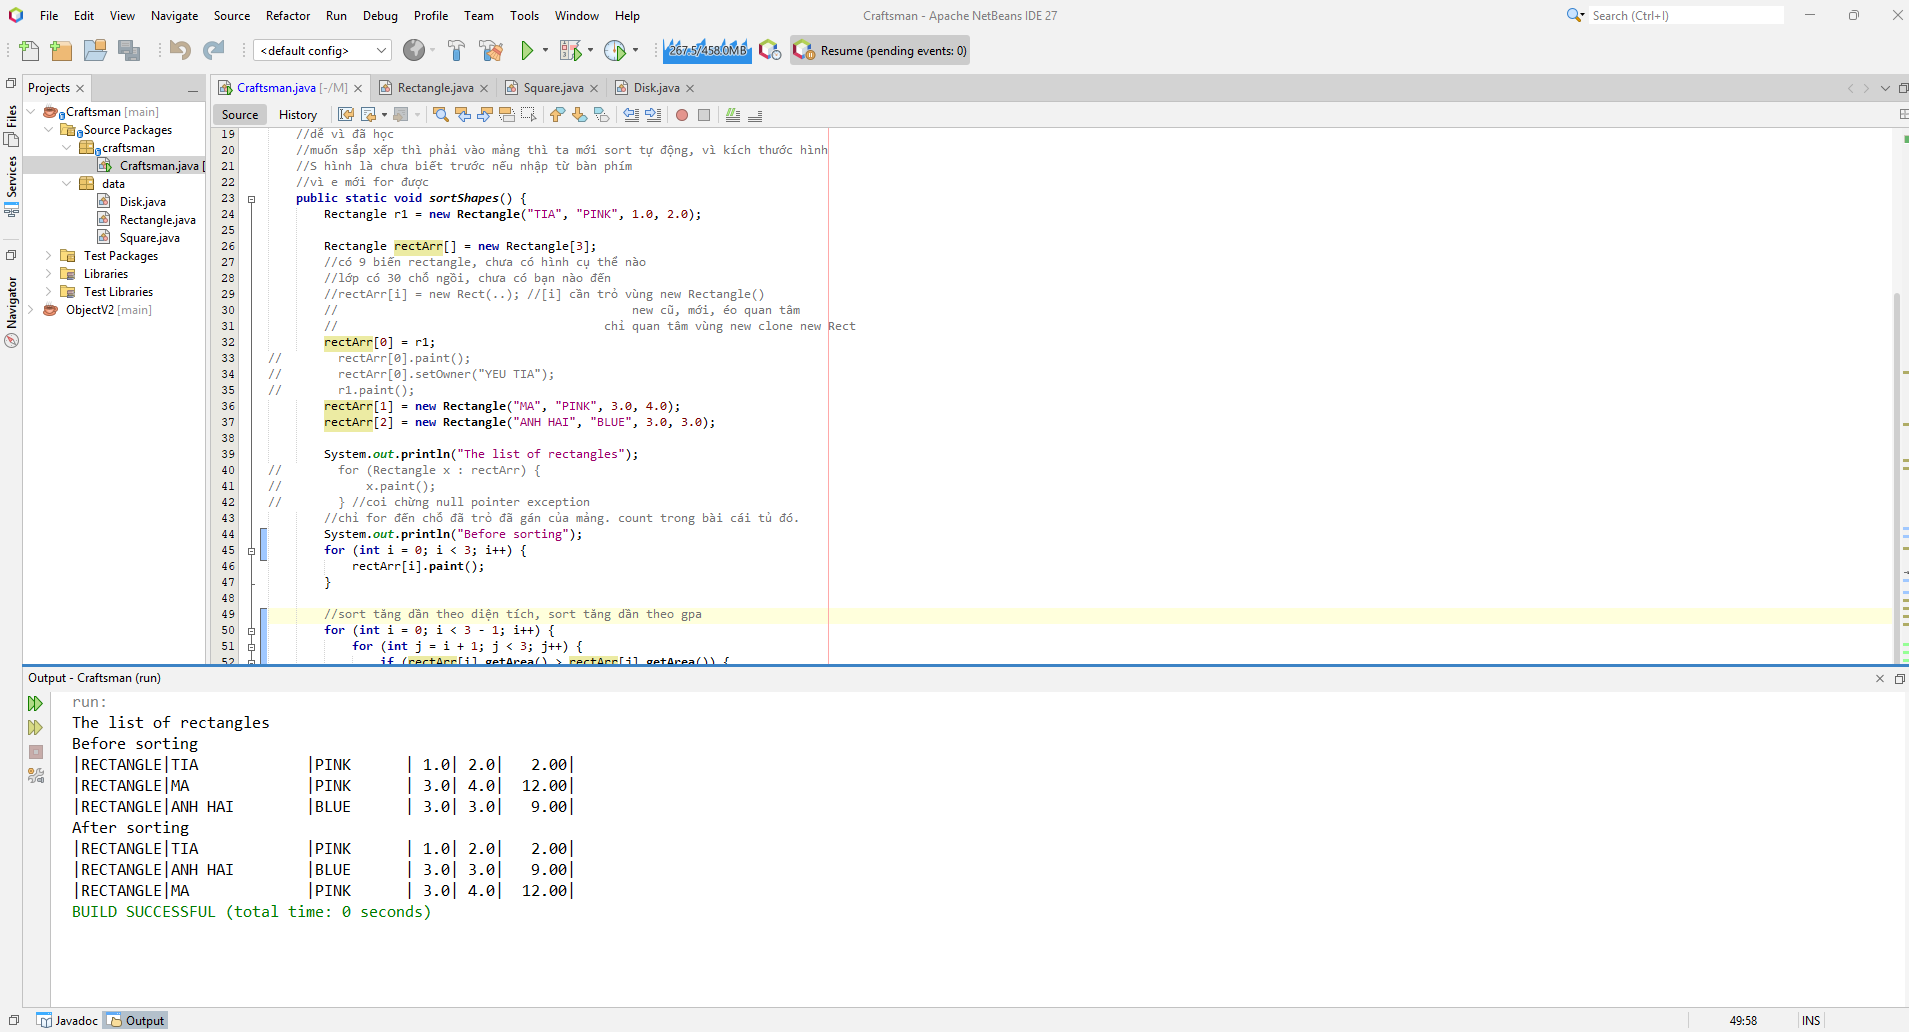 File Edit View Navigate Source Refactor Run Debug Profile Team Tools Window Help
Craftsman - Apache NetBeans IDE 27
Search (Ctrl+I)
<default config>
267.5/458.0MB
Resume (pending events: 0)
Projects
Craftsman.java [-/M]
Rectangle.java
Square.java
Disk.java
Source History
Files
Services
Navigator
Craftsman [main]
Source Packages
craftsman
Craftsman.java [
data
Disk.java
Rectangle.java
Square.java
Test Packages
Libraries
Test Libraries
ObjectV2 [main]
19 //dễ vì đã học
20 //muốn sắp xếp thì phải vào mảng thì ta mới sort tự động, vì kích thước hình
21 //S hình là chưa biết trước nếu nhập từ bàn phím
22 //vì e mới for được
23 public static void sortShapes() {
24 Rectangle r1 = new Rectangle("TIA", "PINK", 1.0, 2.0);
25
26 Rectangle rectArr[] = new Rectangle[3];
27 //có 9 biến rectangle, chưa có hình cụ thể nào
28 //lớp có 30 chỗ ngồi, chưa có bạn nào đến
29 //rectArr[i] = new Rect(..); //[i] cần trỏ vùng new Rectangle()
30 // new cũ, mới, éo quan tâm
31 // chỉ quan tâm vùng new clone new Rect
32 rectArr[0] = r1;
33 // rectArr[0].paint();
34 // rectArr[0].setOwner("YEU TIA");
35 // r1.paint();
36 rectArr[1] = new Rectangle("MA", "PINK", 3.0, 4.0);
37 rectArr[2] = new Rectangle("ANH HAI", "BLUE", 3.0, 3.0);
38
39 System.out.println("The list of rectangles");
40 // for (Rectangle x : rectArr) {
41 // x.paint();
42 // } //coi chừng null pointer exception
43 //chỉ for đến chỗ đã trỏ đã gán của mảng. count trong bài cái tủ đó.
44 System.out.println("Before sorting");
45 for (int i = 0; i < 3; i++) {
46 rectArr[i].paint();
47 }
48
49 //sort tăng dần theo diện tích, sort tăng dần theo gpa
50 for (int i = 0; i < 3 - 1; i++) {
51 for (int j = i + 1; j < 3; j++) {
52 if (rectArr[i].getArea() > rectArr[j].getArea()) {
Output - Craftsman (run)
run:
The list of rectangles
Before sorting
|RECTANGLE|TIA |PINK | 1.0| 2.0| 2.00|
|RECTANGLE|MA |PINK | 3.0| 4.0| 12.00|
|RECTANGLE|ANH HAI |BLUE | 3.0| 3.0| 9.00|
After sorting
|RECTANGLE|TIA |PINK | 1.0| 2.0| 2.00|
|RECTANGLE|ANH HAI |BLUE | 3.0| 3.0| 9.00|
|RECTANGLE|MA |PINK | 3.0| 4.0| 12.00|
BUILD SUCCESSFUL (total time: 0 seconds)
Javadoc Output
49:58 INS